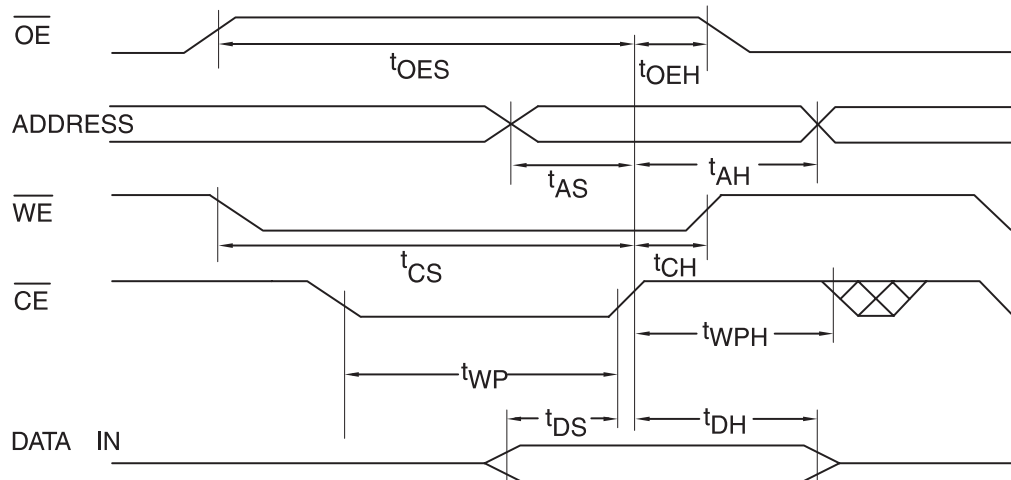 OE
tOES
tOEH
ADDRESS
tAS
tAH
WE
tCS
tCH
CE
tWPH
tWP
tDS
tDH
DATA IN